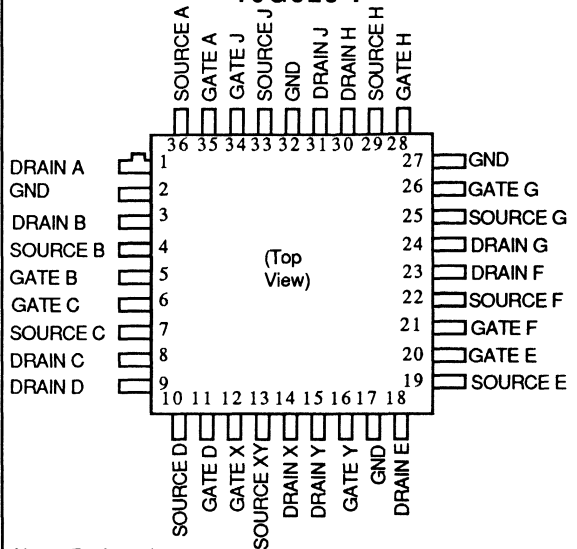 SOURCE A
GATE A
GATE J
SOURCE J
GND
DRAIN J
DRAIN H
SOURCE H
GATE H
36 35 34 33 32 31 30 29 28
DRAIN A 1
GND 2
DRAIN B 3
SOURCE B 4
GATE B 5
GATE C 6
SOURCE C 7
DRAIN C 8
DRAIN D 9
(Top
View)
27 GND
26 GATE G
25 SOURCE G
24 DRAIN G
23 DRAIN F
22 SOURCE F
21 GATE F
20 GATE E
19 SOURCE E
10 11 12 13 14 15 16 17 18
SOURCE D
GATE D
GATE X
SOURCE XY
DRAIN X
DRAIN Y
GATE Y
GND
DRAIN E